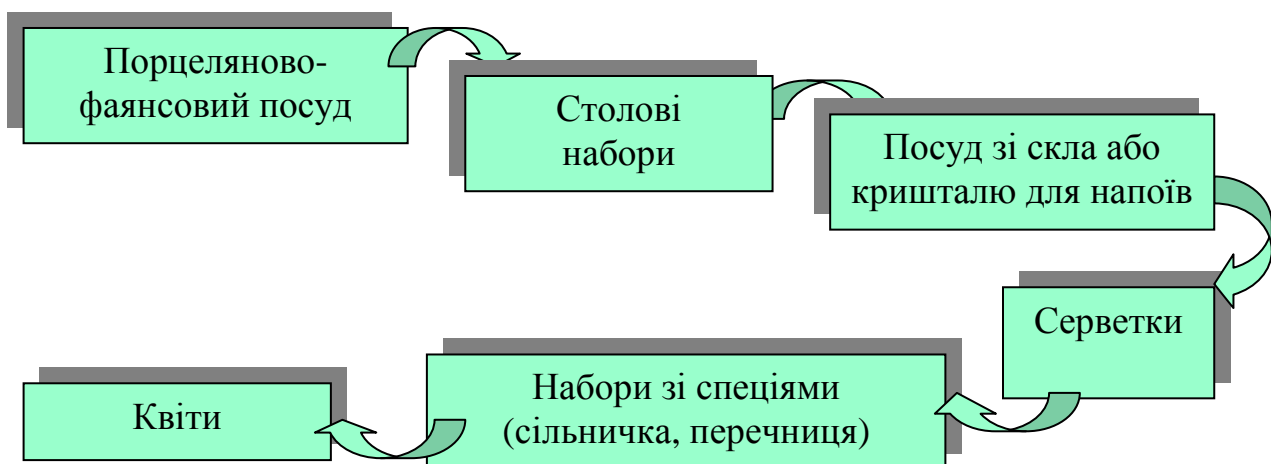 Порцеляново-
фаянсовий посуд
Столові
набори
Посуд зі скла або
кришталю для напоїв
Серветки
Набори зі спеціями
(сільничка, перечниця)
Квіти